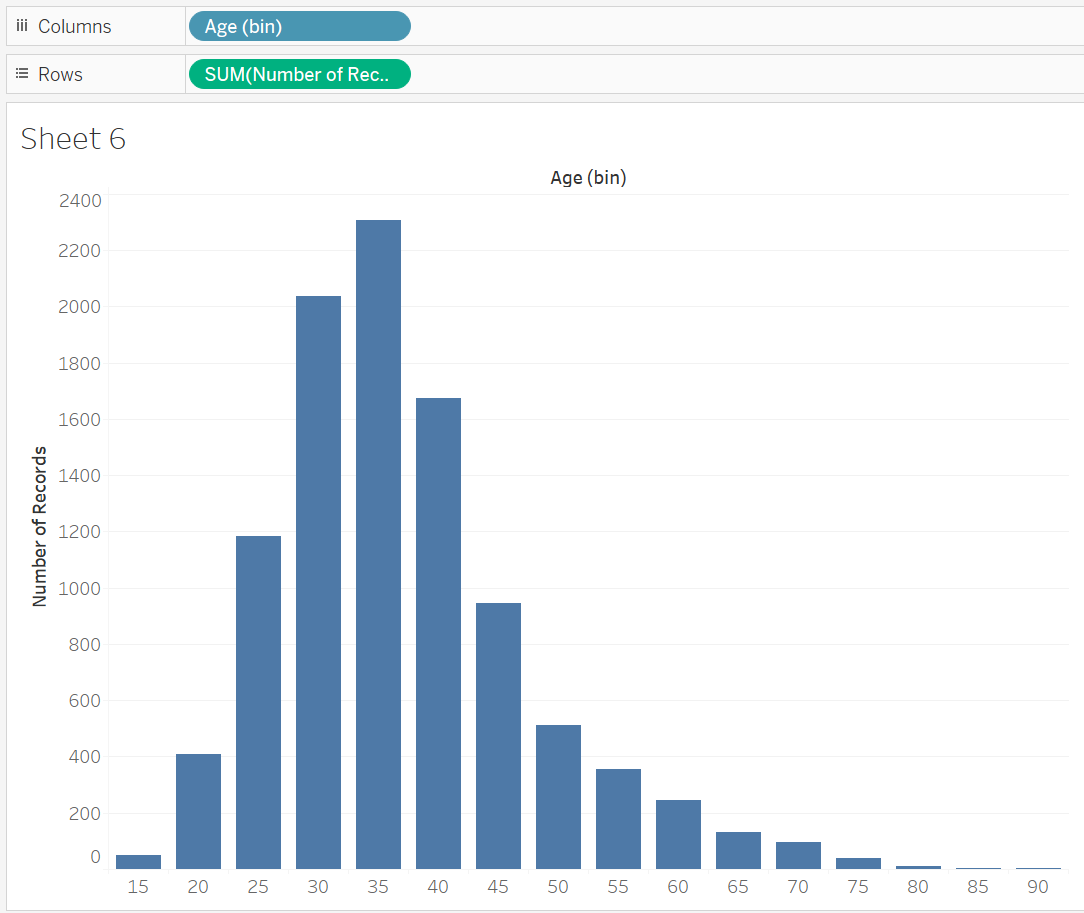 Columns
Age (bin)
Rows
SUM(Number of Rec..
Sheet 6
Age (bin)
2400
2200
2000
1800
1600
1400
1200
1000
800
600
400
200
0
Number of Records
15 20 25 30 35 40 45 50 55 60 65 70 75 80 85 90